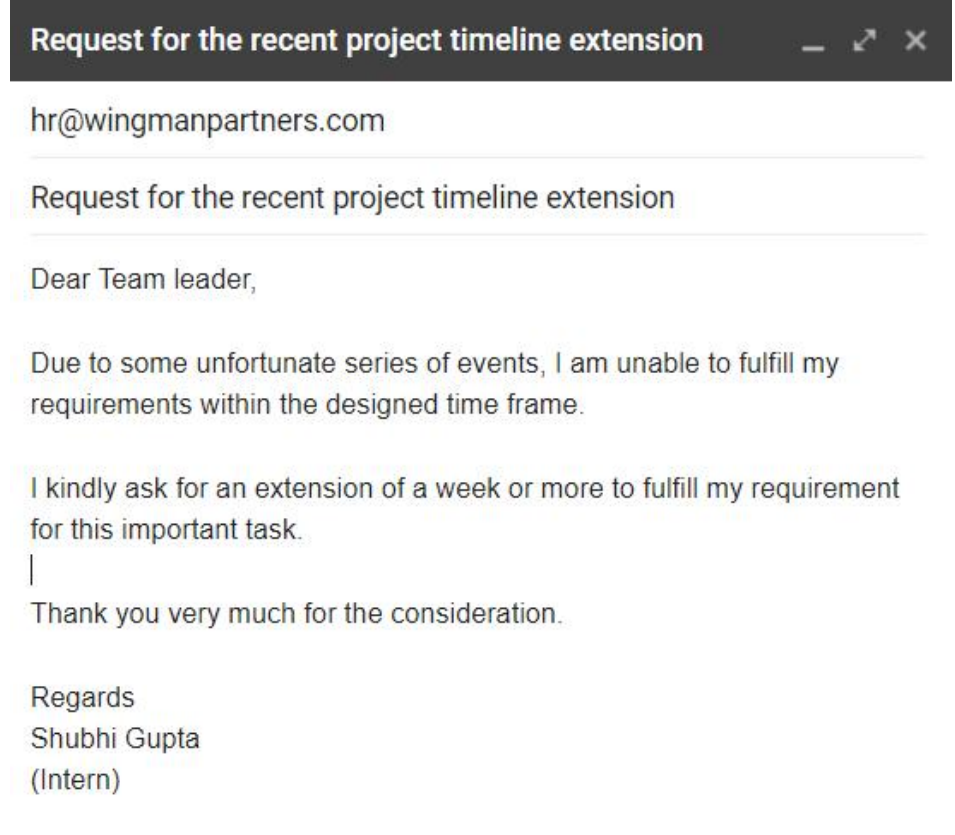 Request for the recent project timeline extension
hr@wingmanpartners.com
Request for the recent project timeline extension
Dear Team leader,
Due to some unfortunate series of events, I am unable to fulfill my
requirements within the designed time frame.
I kindly ask for an extension of a week or more to fulfill my requirement
for this important task.
Thank you very much for the consideration.
Regards
Shubhi Gupta
(Intern)